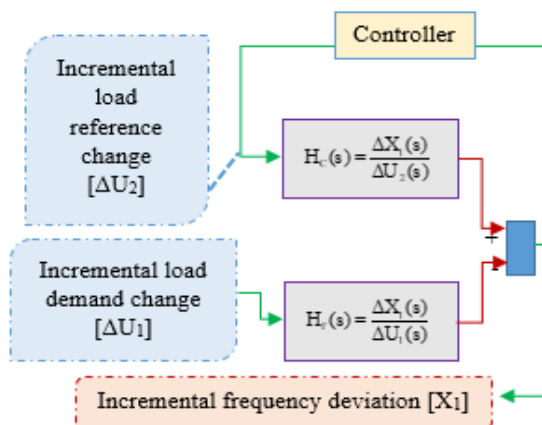 Controller
Incremental
load
reference
change
[ΔU₂]
H_C(s) = ΔX₁(s)/ΔU₂(s)
+
-
Incremental load
demand change
[ΔU₁]
H_r(s) = ΔX₁(s)/ΔU₁(s)
Incremental frequency deviation [X₁]